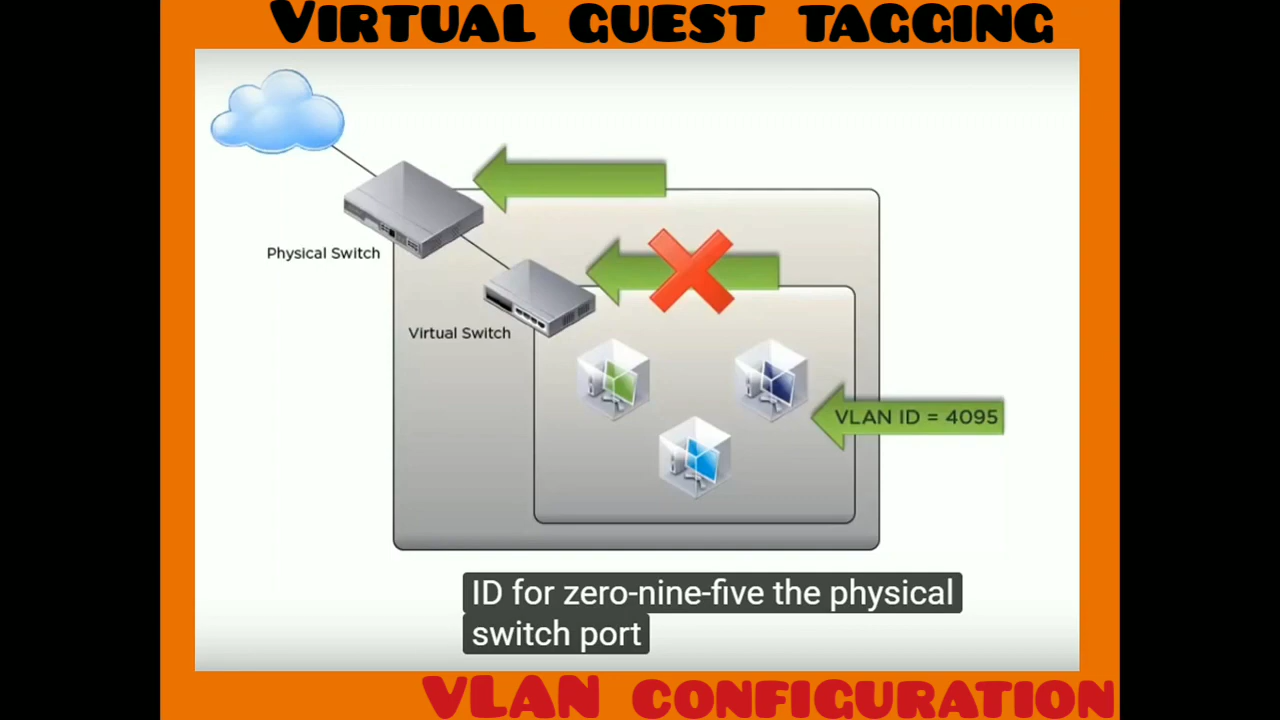 VIRTUAL GUEST TAGGING
Physical Switch
Virtual Switch
VLAN ID = 4095
ID for zero-nine-five the physical
switch port
VLAN CONFIGURATION